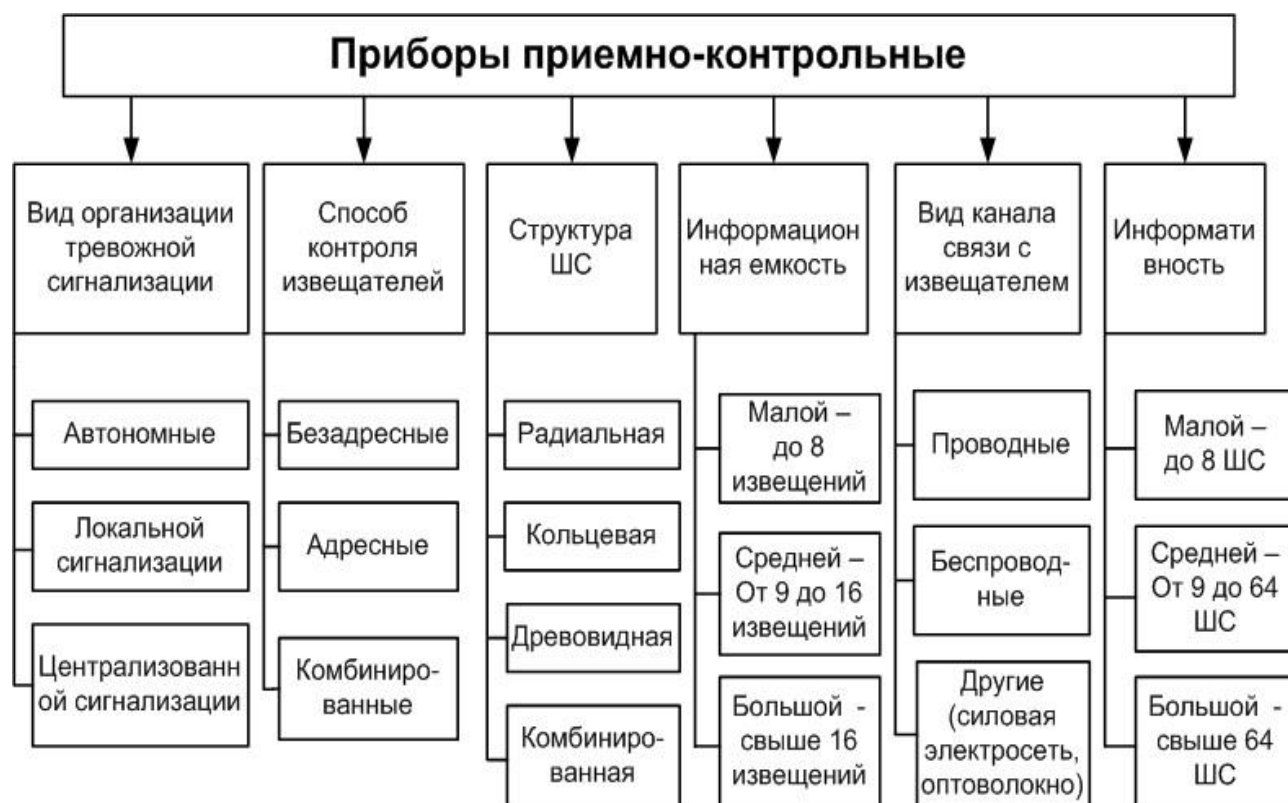 Приборы приемно-контрольные
Вид организации
тревожной
сигнализации
Автономные
Локальной
сигнализации
Централизованн
ой сигнализации
Способ
контроля
извещателей
Безадресные
Адресные
Комбиниро-
ванные
Структура
ШС
Радиальная
Кольцевая
Древовидная
Комбиниро-
ванная
Информацион
ная емкость
Малой –
до 8
извещений
Средней –
От 9 до 16
извещений
Большой -
свыше 16
извещений
Вид канала
связи с
извещателем
Проводные
Беспровод-
ные
Другие
(силовая
электросеть,
оптоволокно)
Информати
вность
Малой –
до 8 ШС
Средней –
От 9 до 64
ШС
Большой -
свыше 64
ШС